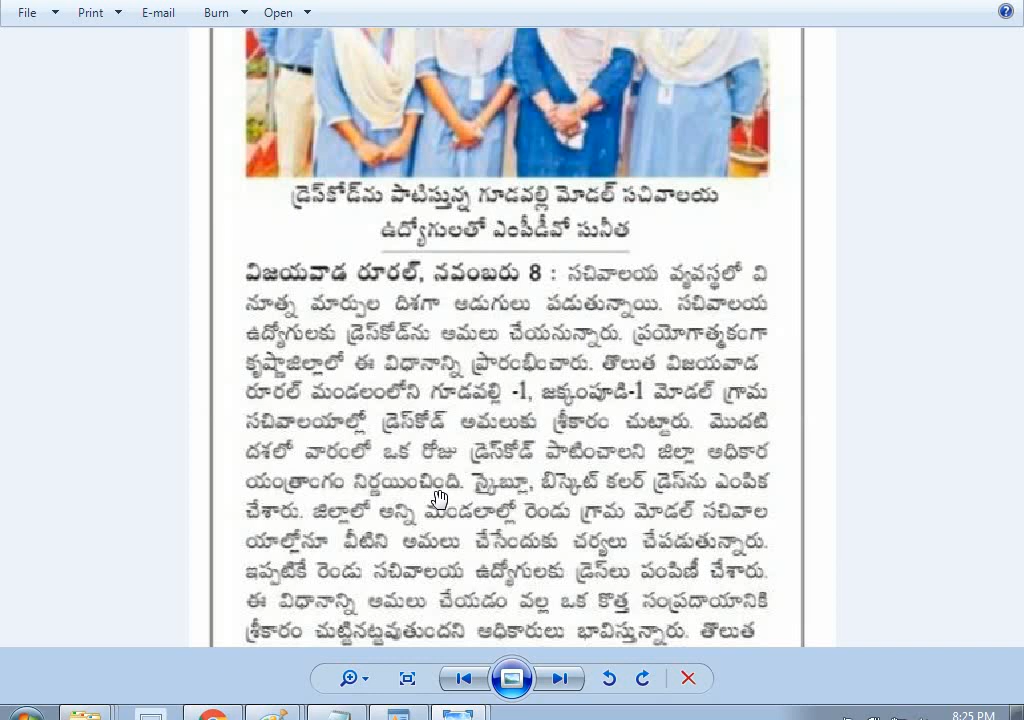 File Print E-mail Burn Open
డ్రెస్‌కోడ్‌ను పాటిస్తున్న గూడవల్లి మోడల్ సచివాలయ
ఉద్యోగులతో ఎంపీడీవో సునీత
విజయవాడ రూరల్, నవంబరు 8 : సచివాలయ వ్యవస్థలో వి
నూత్న మార్పుల దిశగా అడుగులు పడుతున్నాయి. సచివాలయ
ఉద్యోగులకు డ్రెస్‌కోడ్‌ను అమలు చేయనున్నారు. ప్రయోగాత్మకంగా
కృష్ణాజిల్లాలో ఈ విధానాన్ని ప్రారంభించారు. తొలుత విజయవాడ
రూరల్ మండలంలోని గూడవల్లి -1, జక్కంపూడి-1 మోడల్ గ్రామ
సచివాలయాల్లో డ్రెస్‌కోడ్ అమలుకు శ్రీకారం చుట్టారు. మొదటి
దశలో వారంలో ఒక రోజు డ్రెస్‌కోడ్ పాటించాలని జిల్లా అధికార
యంత్రాంగం నిర్ణయించింది. స్కైబ్లూ, బిస్కెట్ కలర్ డ్రెస్‌ను ఎంపిక
చేశారు. జిల్లాలో అన్ని మండలాల్లో రెండు గ్రామ మోడల్ సచివాల
యాల్లోనూ వీటిని అమలు చేసేందుకు చర్యలు చేపడుతున్నారు.
ఇప్పటికే రెండు సచివాలయ ఉద్యోగులకు డ్రెస్‌లు పంపిణీ చేశారు.
ఈ విధానాన్ని అమలు చేయడం వల్ల ఒక కొత్త సంప్రదాయానికి
శ్రీకారం చుట్టినట్టవుతుందని అధికారులు భావిస్తున్నారు. తొలుత
8:25 PM